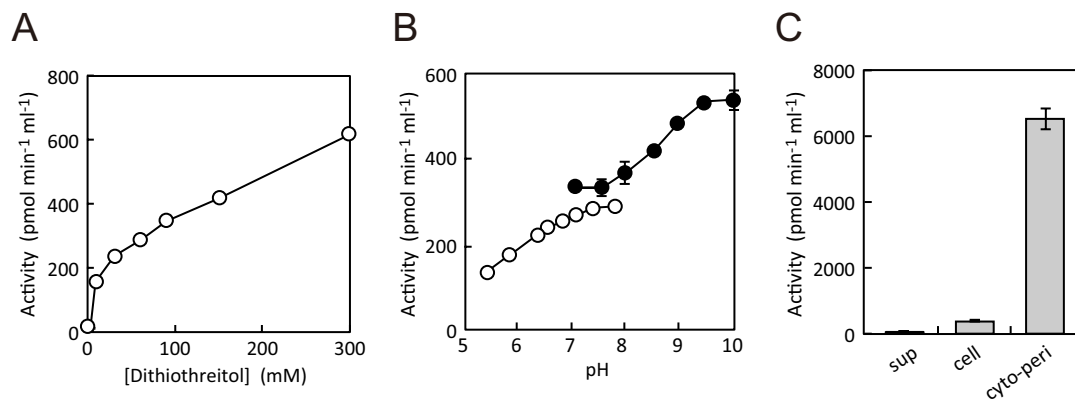 A
Activity (pmol min-1 ml-1)
800
600
400
200
0
0
100
200
300
[Dithiothreitol] (mM)
B
Activity (pmol min-1 ml-1)
600
400
200
0
5
6
7
8
9
10
pH
C
Activity (pmol min-1 ml-1)
8000
6000
4000
2000
0
sup
cell
cyto-peri